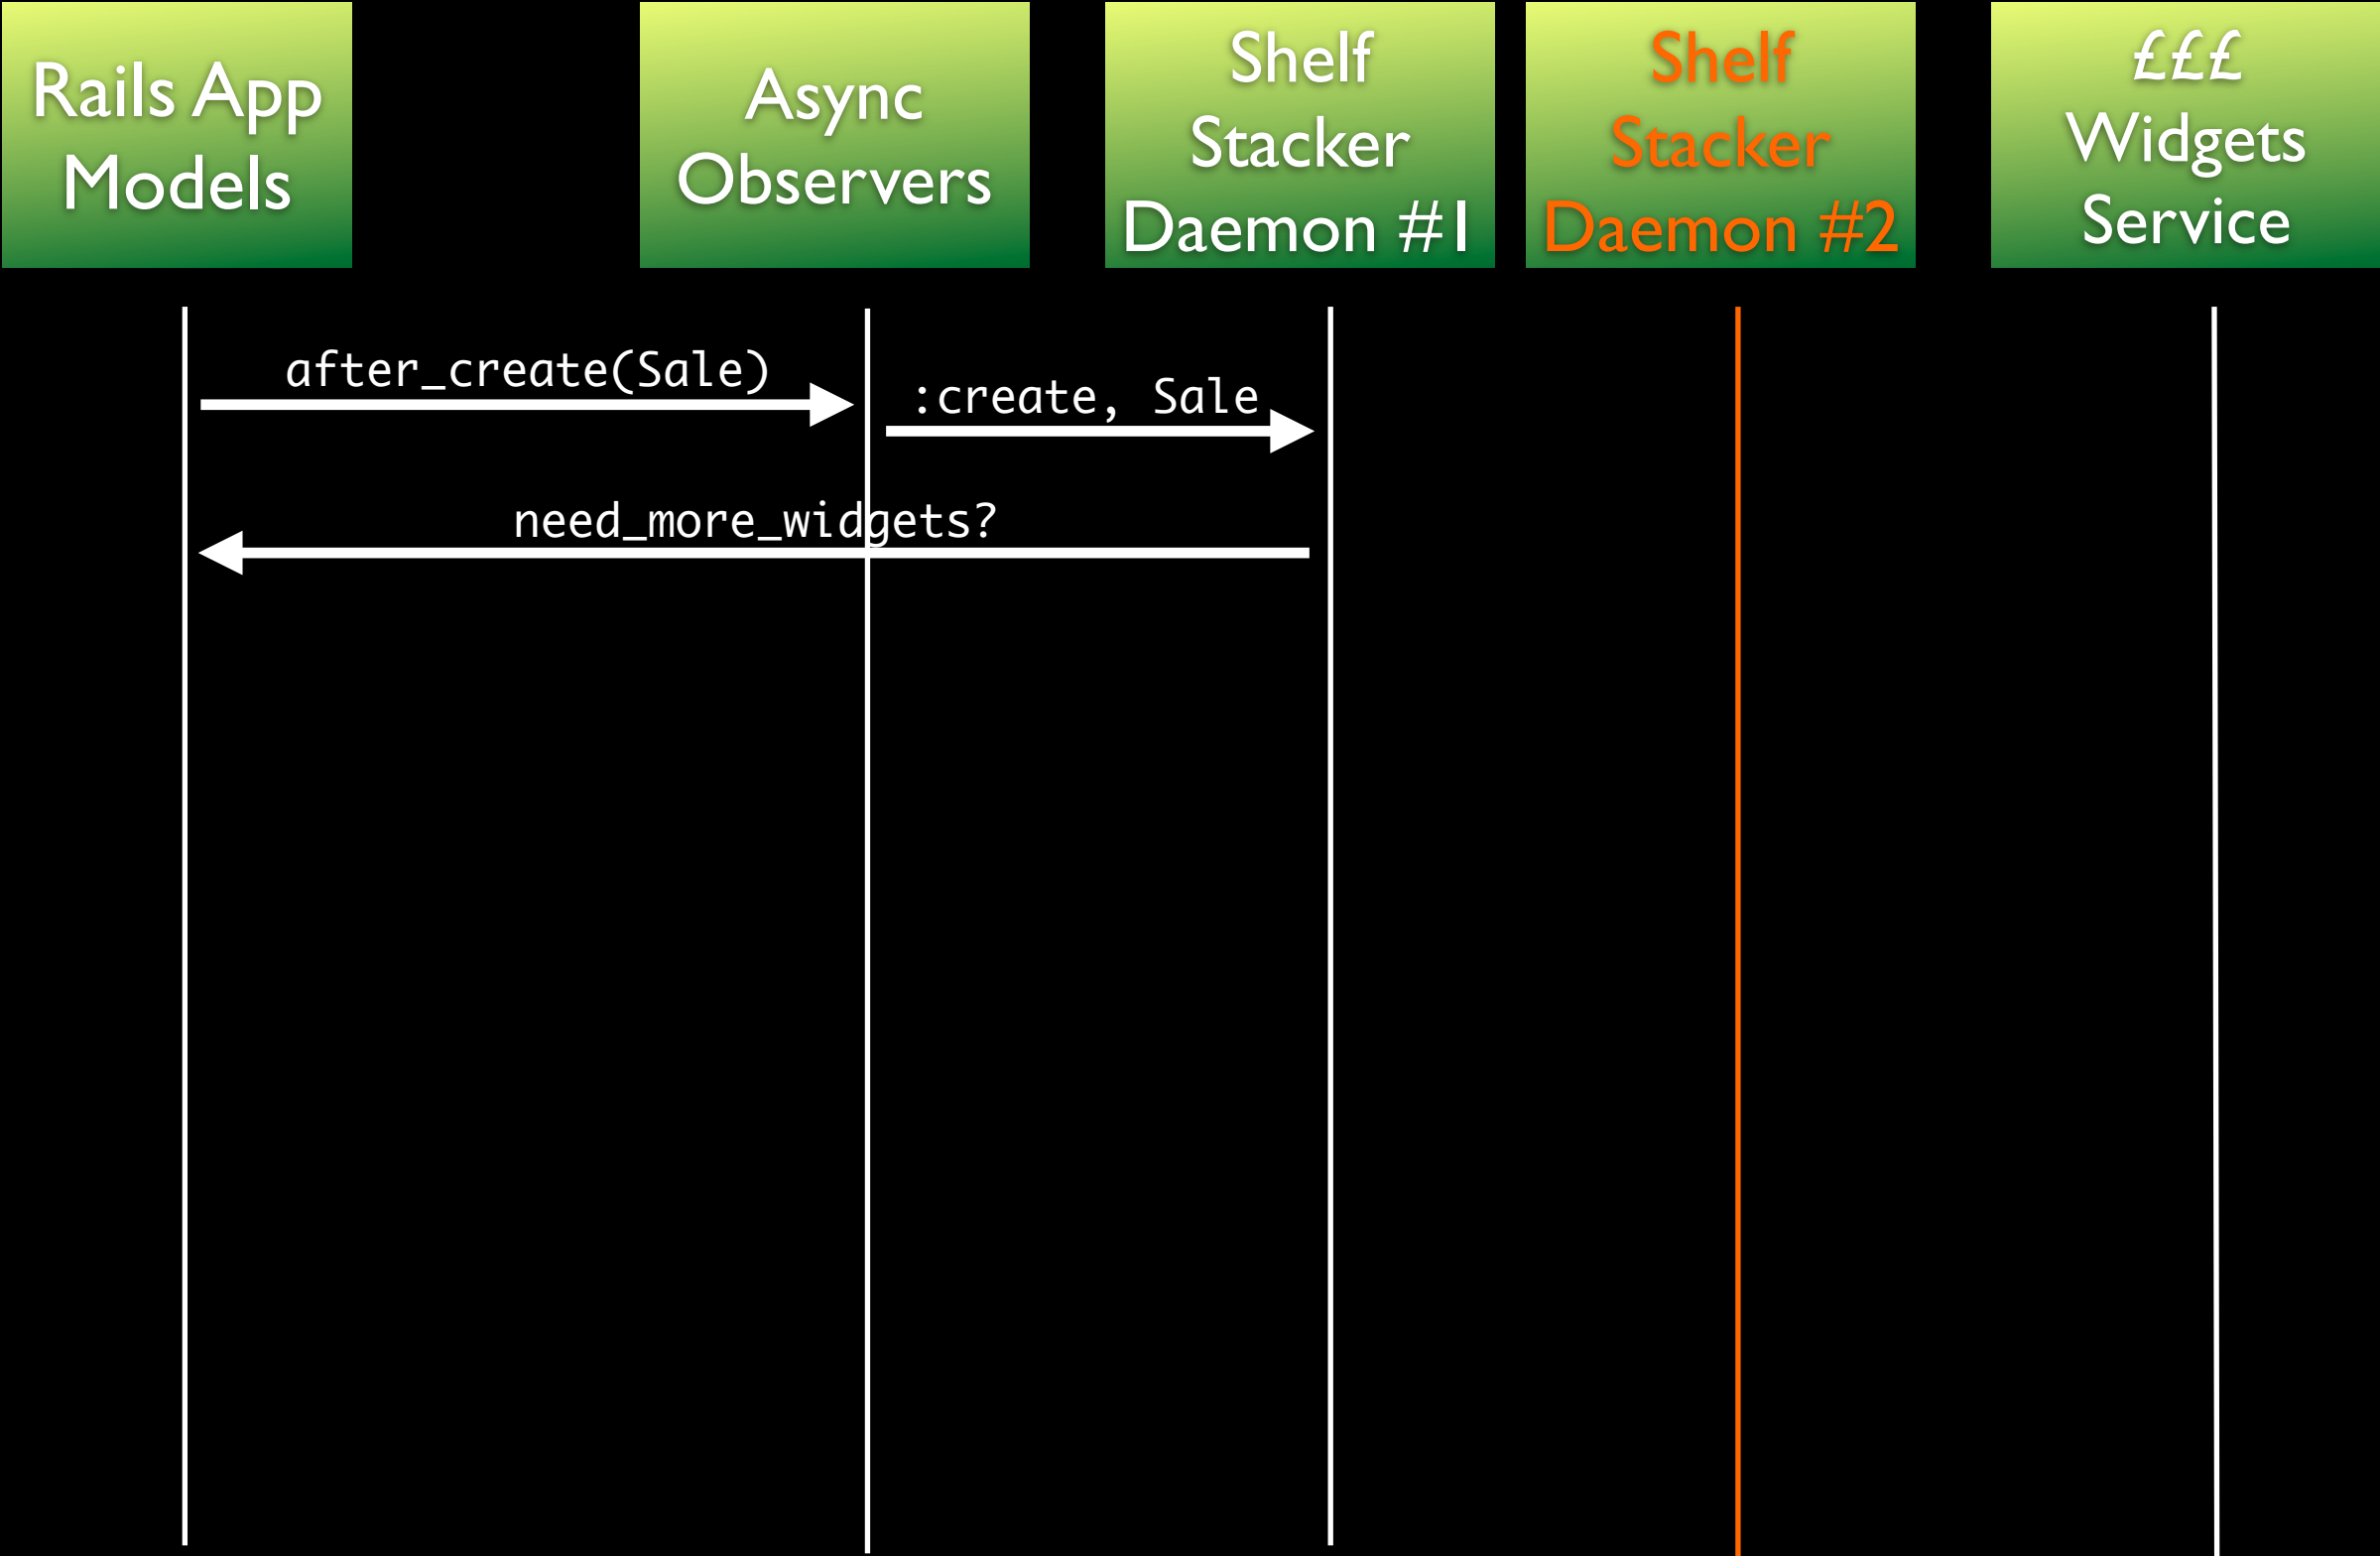 Rails App
Models
Async
Observers
Shelf
Stacker
Daemon #1
Shelf
Stacker
Daemon #2
£££
Widgets
Service
after_create(Sale)
:create, Sale
need_more_widgets?